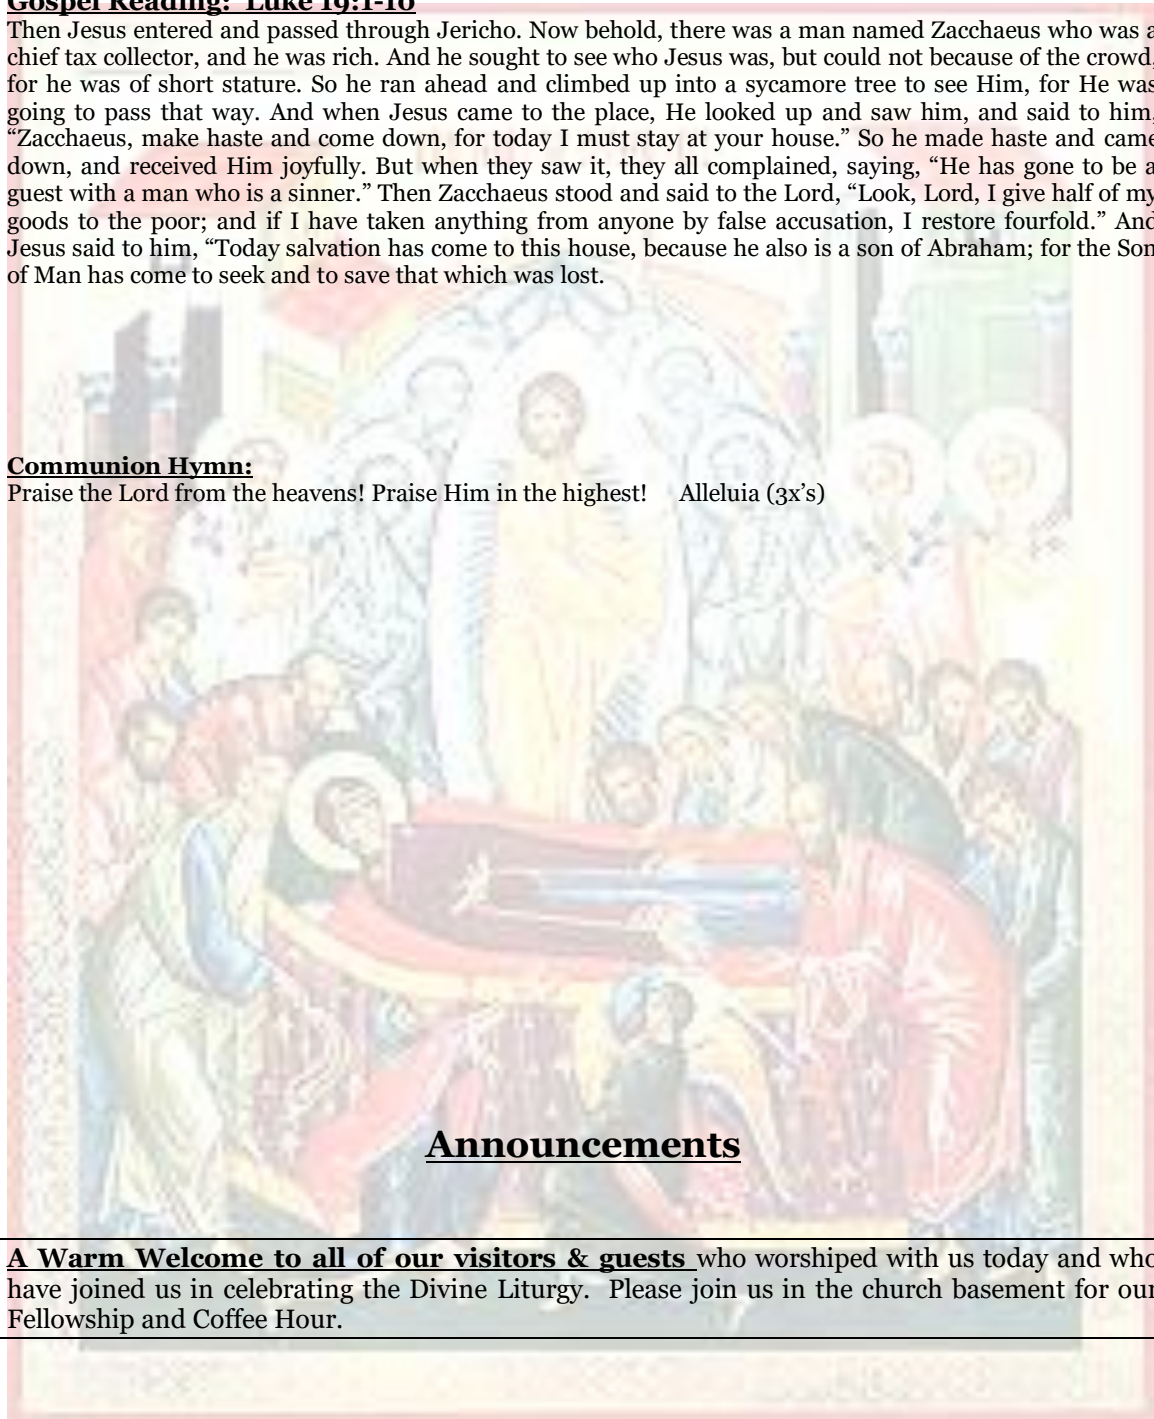 Gospel Reading: Luke 19:1-10
Then Jesus entered and passed through Jericho. Now behold, there was a man named Zacchaeus who was a
chief tax collector, and he was rich. And he sought to see who Jesus was, but could not because of the crowd,
for he was of short stature. So he ran ahead and climbed up into a sycamore tree to see Him, for He was
going to pass that way. And when Jesus came to the place, He looked up and saw him, and said to him,
“Zacchaeus, make haste and come down, for today I must stay at your house.” So he made haste and came
down, and received Him joyfully. But when they saw it, they all complained, saying, “He has gone to be a
guest with a man who is a sinner.” Then Zacchaeus stood and said to the Lord, “Look, Lord, I give half of my
goods to the poor; and if I have taken anything from anyone by false accusation, I restore fourfold.” And
Jesus said to him, “Today salvation has come to this house, because he also is a son of Abraham; for the Son
of Man has come to seek and to save that which was lost.
Communion Hymn:
Praise the Lord from the heavens! Praise Him in the highest! Alleluia (3x’s)
Announcements
A Warm Welcome to all of our visitors & guests who worshiped with us today and who
have joined us in celebrating the Divine Liturgy. Please join us in the church basement for our
Fellowship and Coffee Hour.